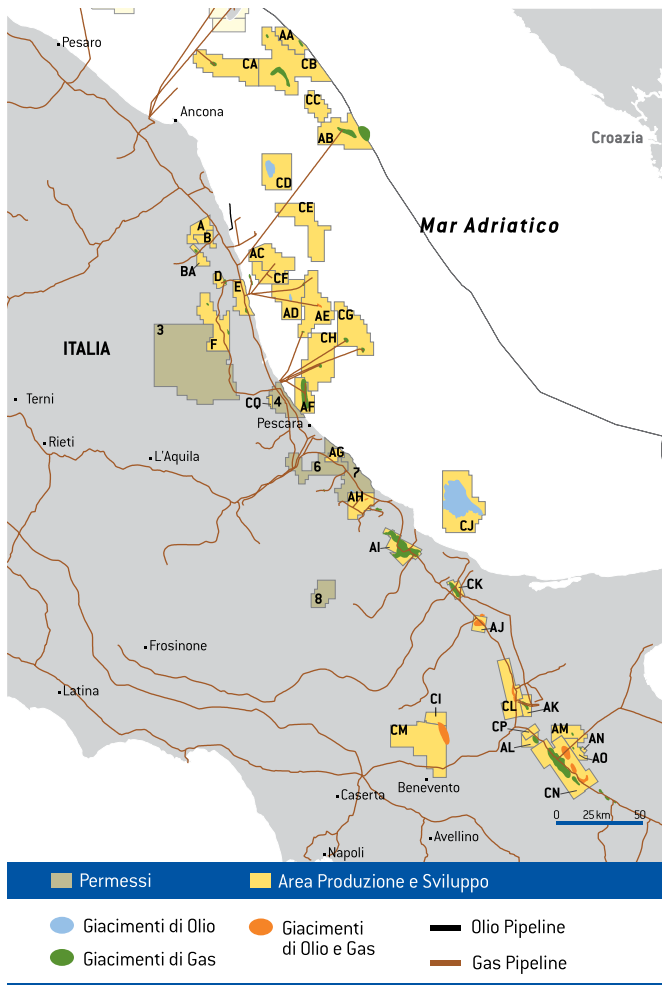 Pesaro
AA
CA
CB
CC
Ancona
AB
Croazia
CD
CE
Mar Adriatico
A
B
AC
BA
D
CF
E
AD
AE
CG
3
F
CH
ITALIA
Terni
CQ
4
AF
Pescara
Rieti
L'Aquila
AG
6
7
AH
CJ
AI
CK
8
AJ
Frosinone
Latina
CI
CL
AK
CM
CP
AM
AN
AL
AO
CN
Benevento
Caserta
0 25km 50
Avellino
Napoli
Permessi
Area Produzione e Sviluppo
Giacimenti di Olio
Giacimenti
di Olio e Gas
Olio Pipeline
Giacimenti di Gas
Gas Pipeline